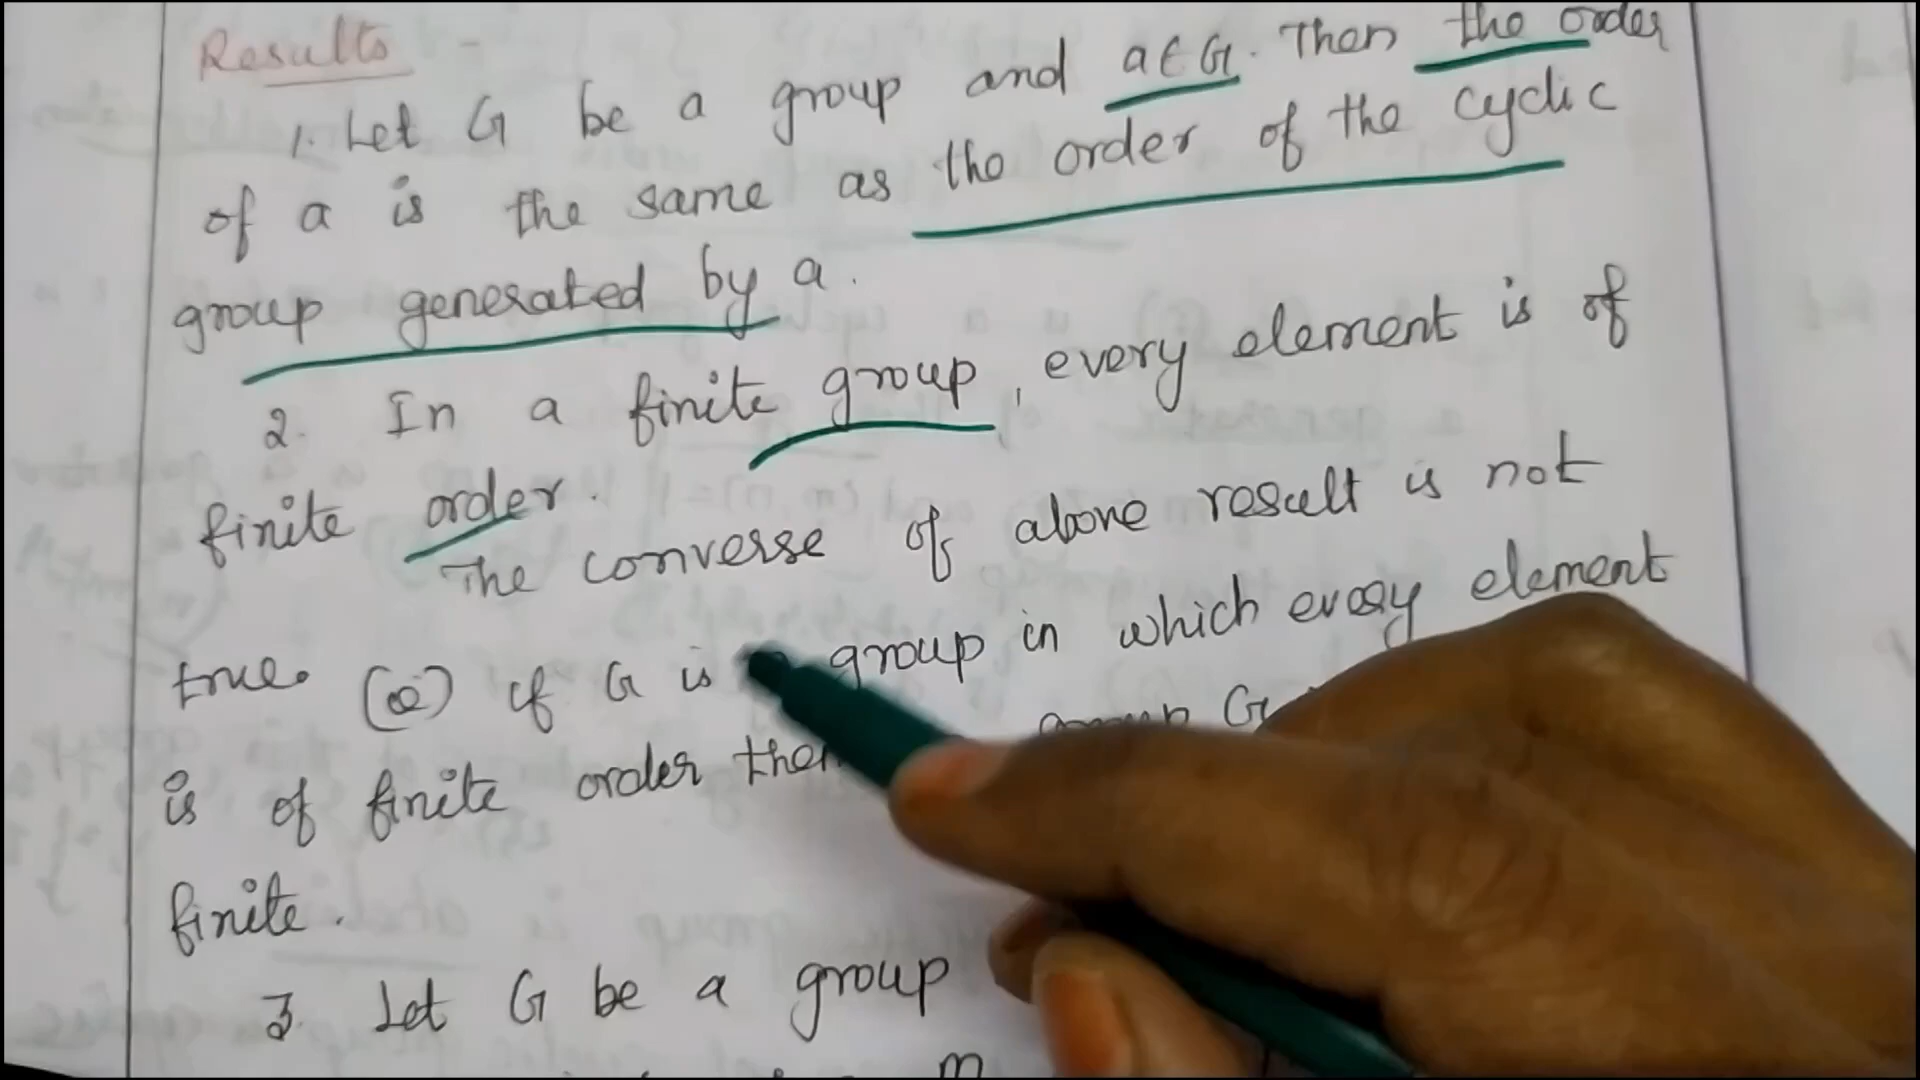 Results -
1. Let G be a group and a∈G. Then the order
of a is the same as the order of the cyclic
group generated by a.
2. In a finite group, every element is of
finite order.
The converse of above result is not
true. (e) if G is group in which every element
is of finite order then group G
finite.
3. Let G be a group
m